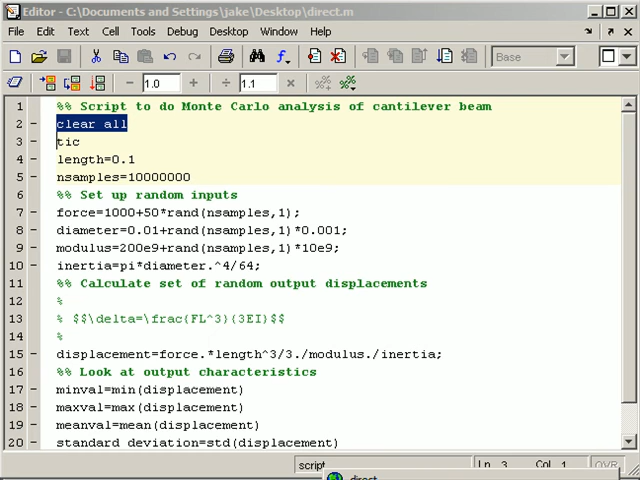 Editor - C:\Documents and Settings\jake\Desktop\direct.m
File Edit Text Cell Tools Debug Desktop Window Help
Base
1.0 1.1
1 %% Script to do Monte Carlo analysis of cantilever beam
2 - clear all
3 - tic
4 - length=0.1
5 - nsamples=10000000
6 %% Set up random inputs
7 - force=1000+50*rand(nsamples,1);
8 - diameter=0.01+rand(nsamples,1)*0.001;
9 - modulus=200e9+rand(nsamples,1)*10e9;
10 - inertia=pi*diameter.^4/64;
11 %% Calculate set of random output displacements
12 %
13 % $$\delta=\frac{FL^3}{3EI}$$
14 %
15 - displacement=force.*length^3/3./modulus./inertia;
16 %% Look at output characteristics
17 - minval=min(displacement)
18 - maxval=max(displacement)
19 - meanval=mean(displacement)
20 - standard_deviation=std(displacement)
script Ln 3 Col 1 OVR
direct